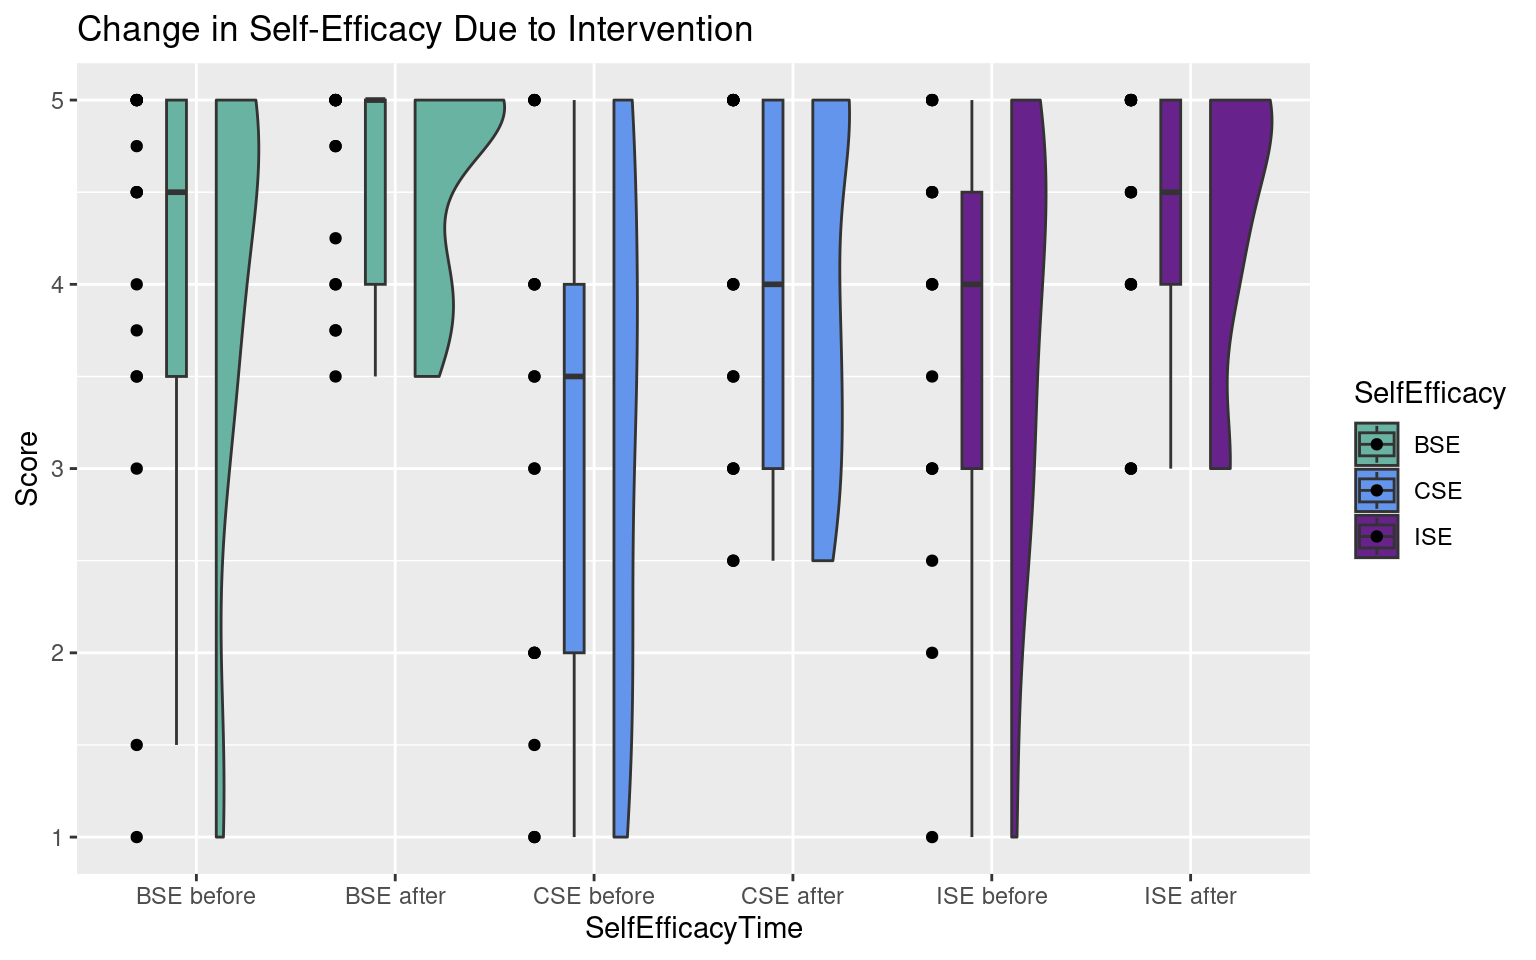 Change in Self-Efficacy Due to Intervention
Score
5
4
3
2
1
BSE before
BSE after
CSE before
CSE after
ISE before
ISE after
SelfEfficacyTime
SelfEfficacy
BSE
CSE
ISE